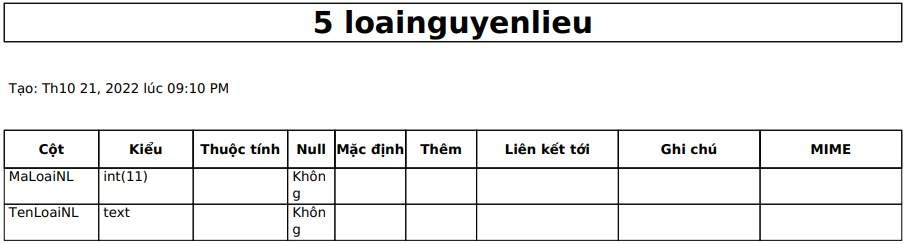 5 loainguyenlieu
Tạo: Th10 21, 2022 lúc 09:10 PM
Cột Kiểu Thuộc tính Null Mặc định Thêm Liên kết tới Ghi chú MIME
MaLoaiNL int(11) Khôn
g
TenLoaiNL text Khôn
g